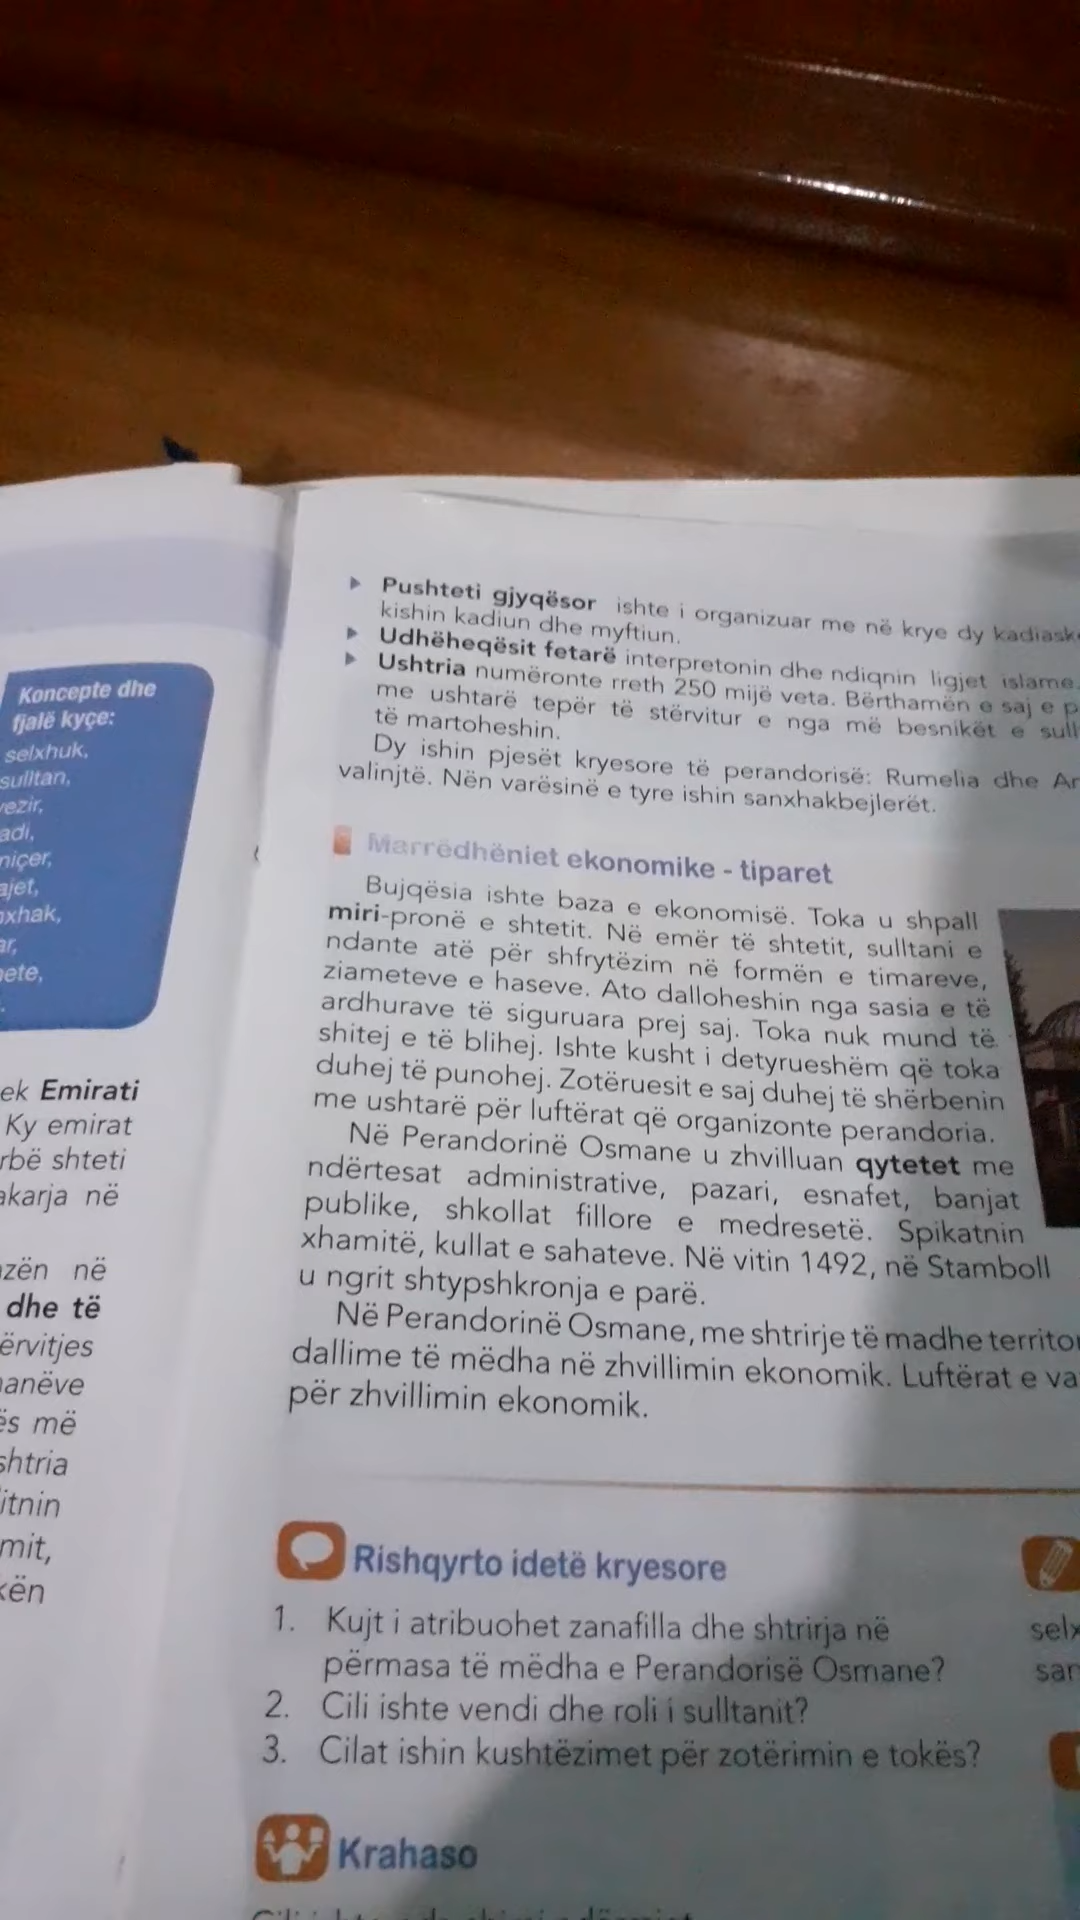 Koncepte dhe
fjalë kyçe:
selxhuk,
sulltan,
ek Emirati
Ky emirat
shteti
në
në
dhe të
më
Pushteti gjyqësor ishte i organizuar me në krye dy
kishin kadiun dhe myftiun.
Udhëheqësit fetarë interpretonin dhe ndiqnin ligjet islame.
Ushtria numëronte rreth 250 mijë veta. Bërthamën e saj e p
me ushtarë tepër të stërvitur e nga më besnikët e sull
të martoheshin.
Dy ishin pjesët kryesore të perandorisë: Rumelia dhe
valinjtë. Nën varësinë e tyre ishin sanxhakbejlerët.
Marrëdhëniet ekonomike - tiparet
Bujqësia ishte baza e ekonomisë. Toka u shpall
miri-pronë e shtetit. Në emër të shtetit, sulltani e
ndante atë për shfrytëzim në formën e timareve,
ziameteve e haseve. Ato dalloheshin nga sasia e të
ardhurave të siguruara prej saj. Toka nuk mund të
shitej e të blihej. Ishte kusht i detyrueshëm që toka
duhej të punohej. Zotëruesit e saj duhej të shërbenin
me ushtarë për luftërat që organizonte perandoria.
Në Perandorinë Osmane u zhvilluan qytetet me
ndërtesat administrative, pazari, esnafet, banjat
publike, shkollat fillore e medresetë. Spikatnin
xhamitë, kullat e sahateve. Në vitin 1492, në Stamboll
u ngrit shtypshkronja e parë.
Në Perandorinë Osmane, me shtrirje të madhe territor
dallime të mëdha në zhvillimin ekonomik. Luftërat e va
për zhvillimin ekonomik.
Rishqyrto idetë kryesore
1. Kujt i atribuohet zanafilla dhe shtrirja në
përmasa të mëdha e Perandorisë Osmane?
2. Cili ishte vendi dhe roli i sulltanit?
3. Cilat ishin kushtëzimet për zotërimin e tokës?
Krahaso